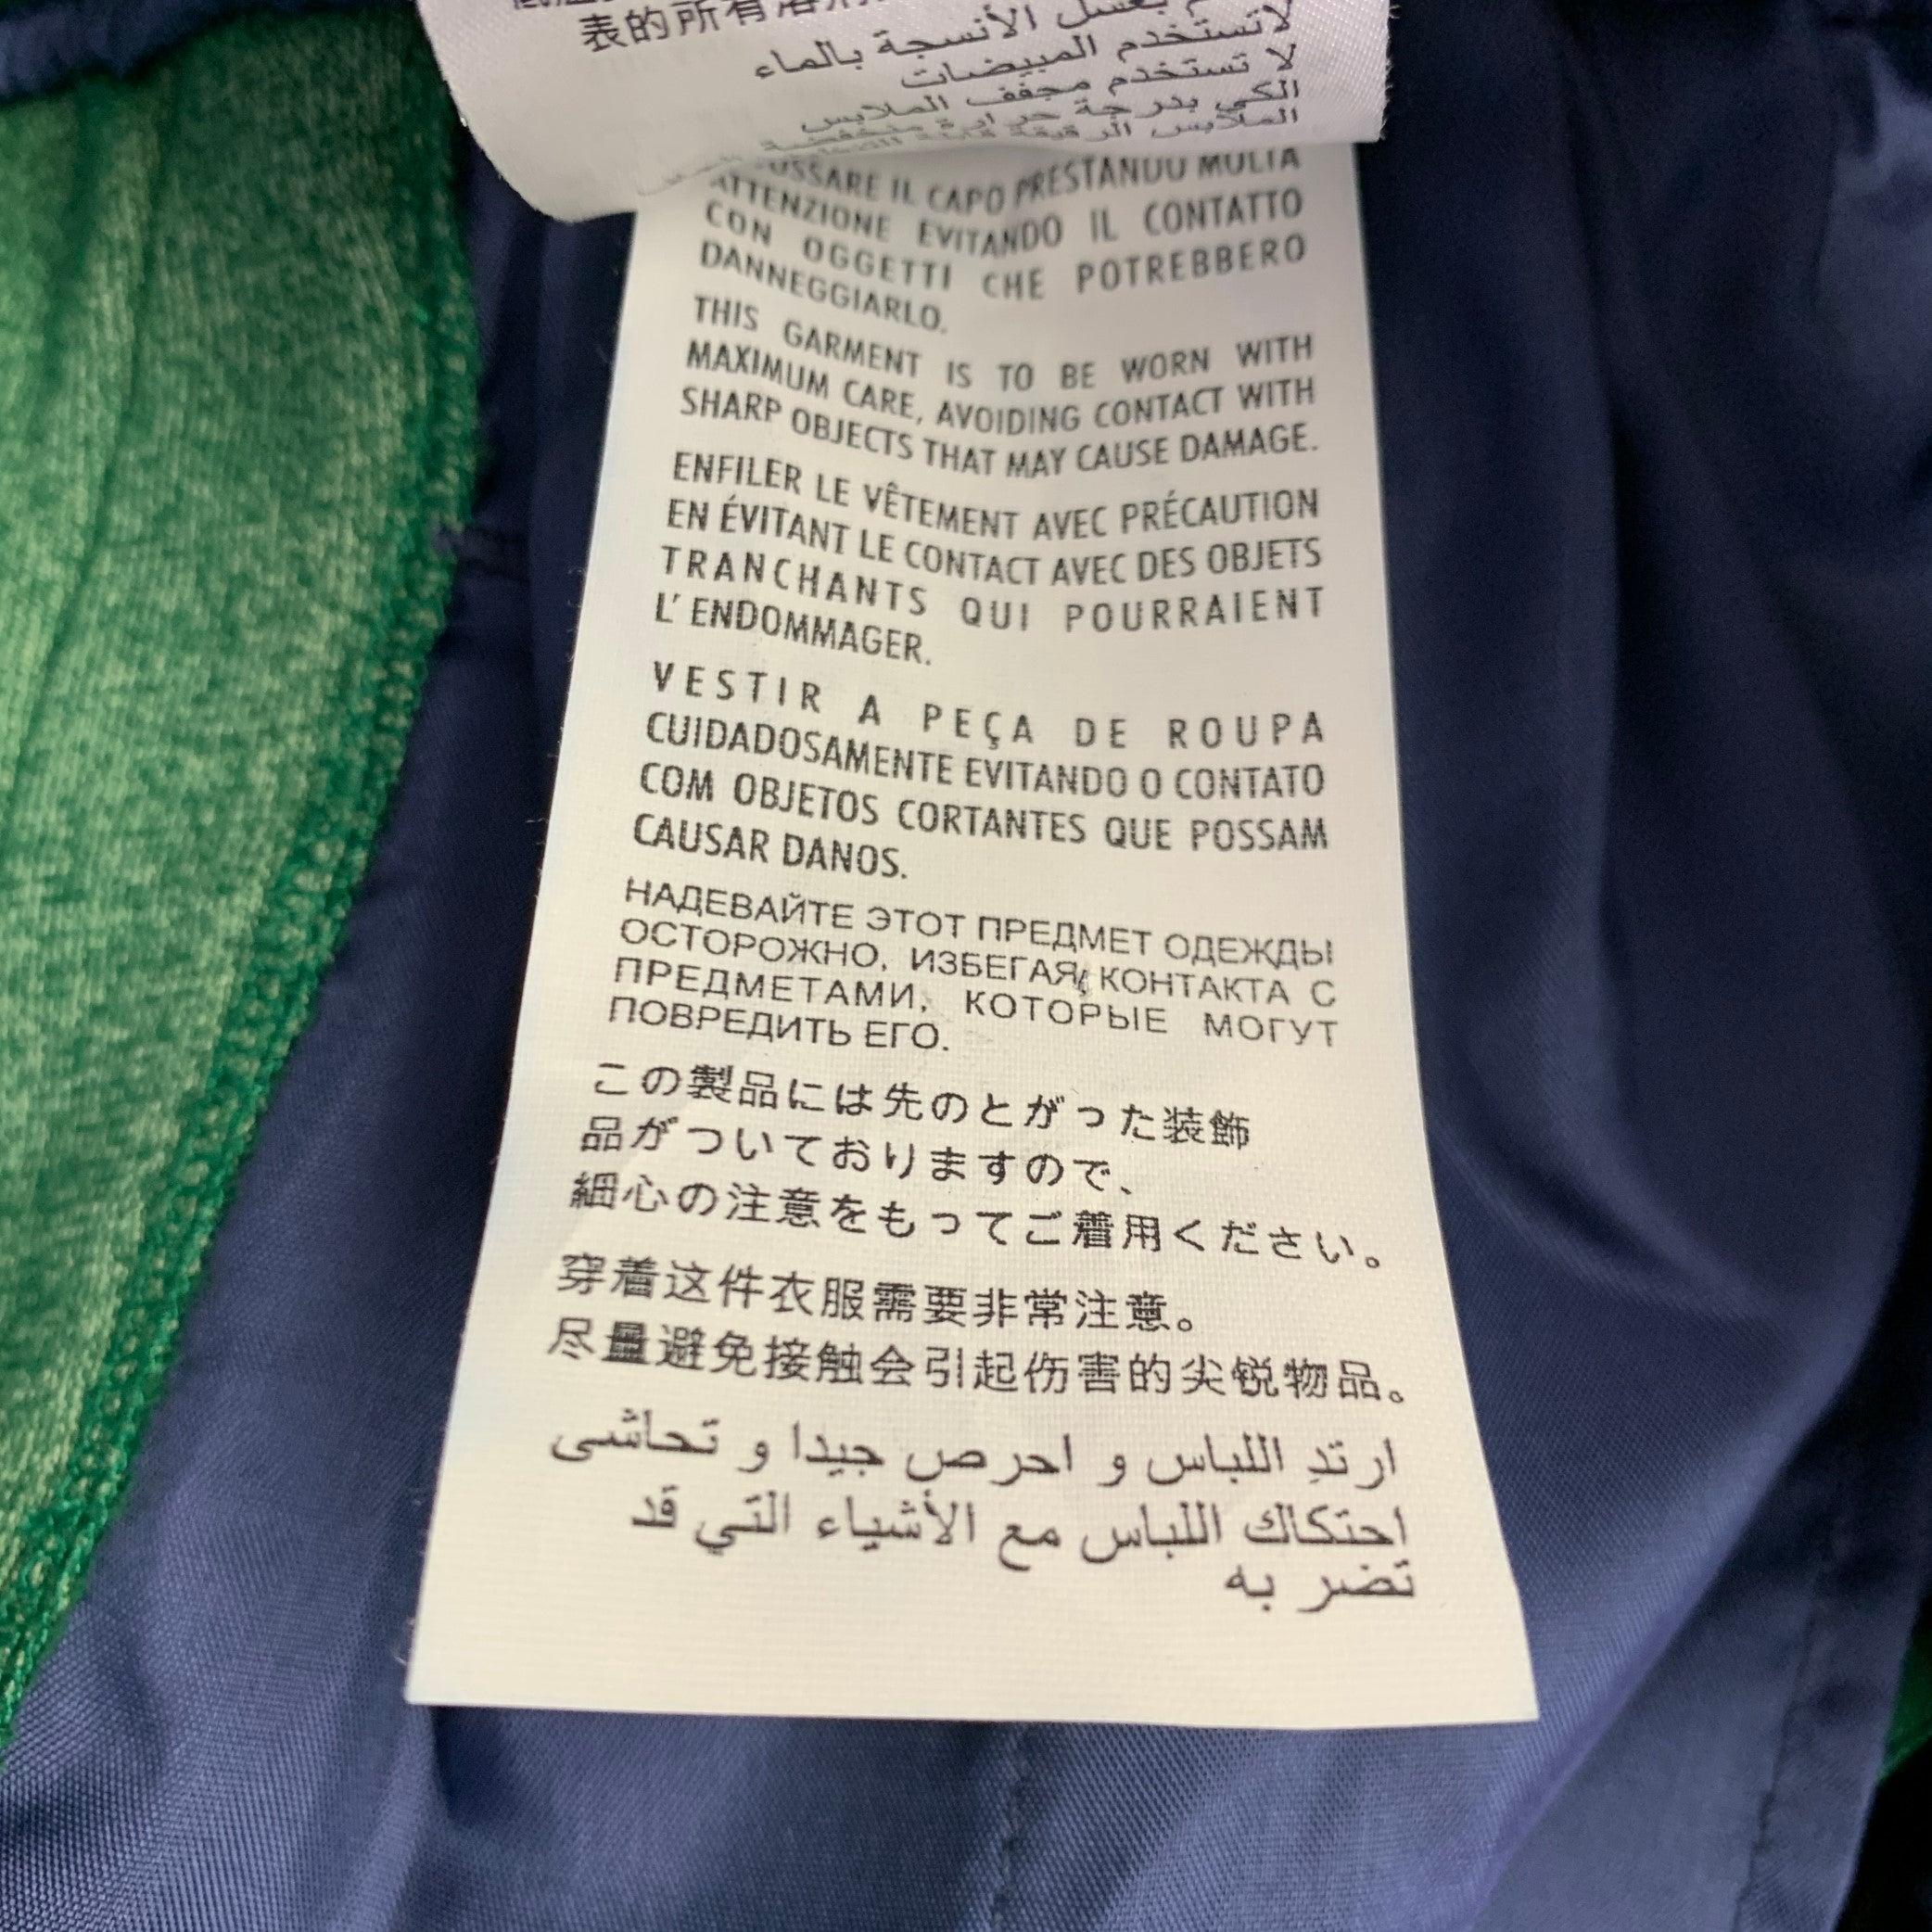 表的所有
بغسل الأنسجة بالماء
لاتستخدم المبيضات
لا تستخدم مجفف الملابس
الكي بدرجة حرارة منخفضة
الملابس الرقيقة
IL CAPO PRESTANDO MOLTA
ATTENZIONE EVITANDO IL CONTATTO
CON OGGETTI CHE POTREBBERO
DANNEGGIARLO.
THIS GARMENT IS TO BE WORN WITH
MAXIMUM CARE, AVOIDING CONTACT WITH
SHARP OBJECTS THAT MAY CAUSE DAMAGE.
ENFILER LE VÊTEMENT AVEC PRÉCAUTION
EN ÉVITANT LE CONTACT AVEC DES OBJETS
TRANCHANTS QUI POURRAIENT
L' ENDOMMAGER.
VESTIR A PEÇA DE ROUPA
CUIDADOSAMENTE EVITANDO O CONTATO
COM OBJETOS CORTANTES QUE POSSAM
CAUSAR DANOS.
НАДЕВАЙТЕ ЭТОТ ПРЕДМЕТ ОДЕЖДЫ
ОСТОРОЖНО, ИЗБЕГАЯ КОНТАКТА С
ПРЕДМЕТАМИ, КОТОРЫЕ МОГУТ
ПОВРЕДИТЬ ЕГО.
この製品には先のとがった装飾
品がついておりますので、
細心の注意をもってご着用ください。
穿着这件衣服需要非常注意。
尽量避免接触会引起伤害的尖锐物品。
ارتدِ اللباس و احرص جيدا و تحاشى
احتكاك اللباس مع الأشياء التي قد
تضر به